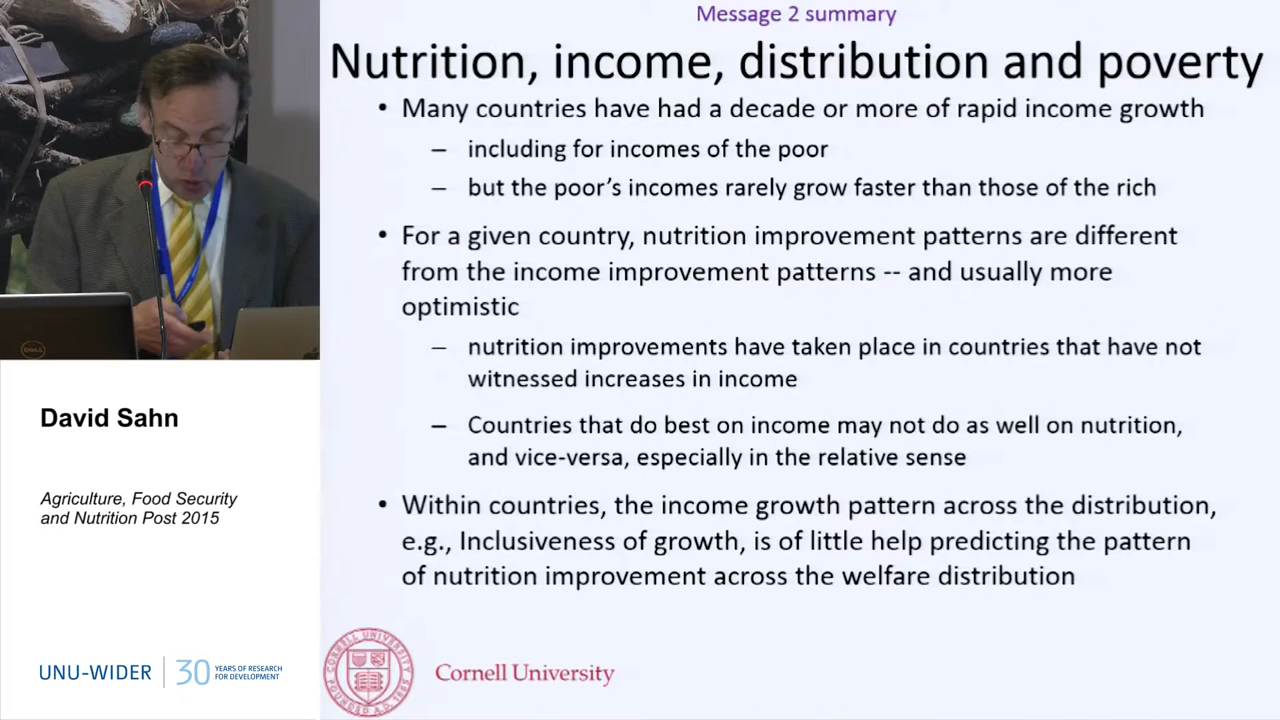 Message 2 summary
Nutrition, income, distribution and poverty
• Many countries have had a decade or more of rapid income growth
– including for incomes of the poor
– but the poor's incomes rarely grow faster than those of the rich
• For a given country, nutrition improvement patterns are different
from the income improvement patterns -- and usually more
optimistic
– nutrition improvements have taken place in countries that have not
witnessed increases in income
– Countries that do best on income may not do as well on nutrition,
and vice-versa, especially in the relative sense
• Within countries, the income growth pattern across the distribution,
e.g., Inclusiveness of growth, is of little help predicting the pattern
of nutrition improvement across the welfare distribution
David Sahn
Agriculture, Food Security
and Nutrition Post 2015
UNU-WIDER
30 YEARS OF RESEARCH
FOR DEVELOPMENT
CORNELL UNIVERSITY
FOUNDED A.D. 1865
Cornell University
DELL